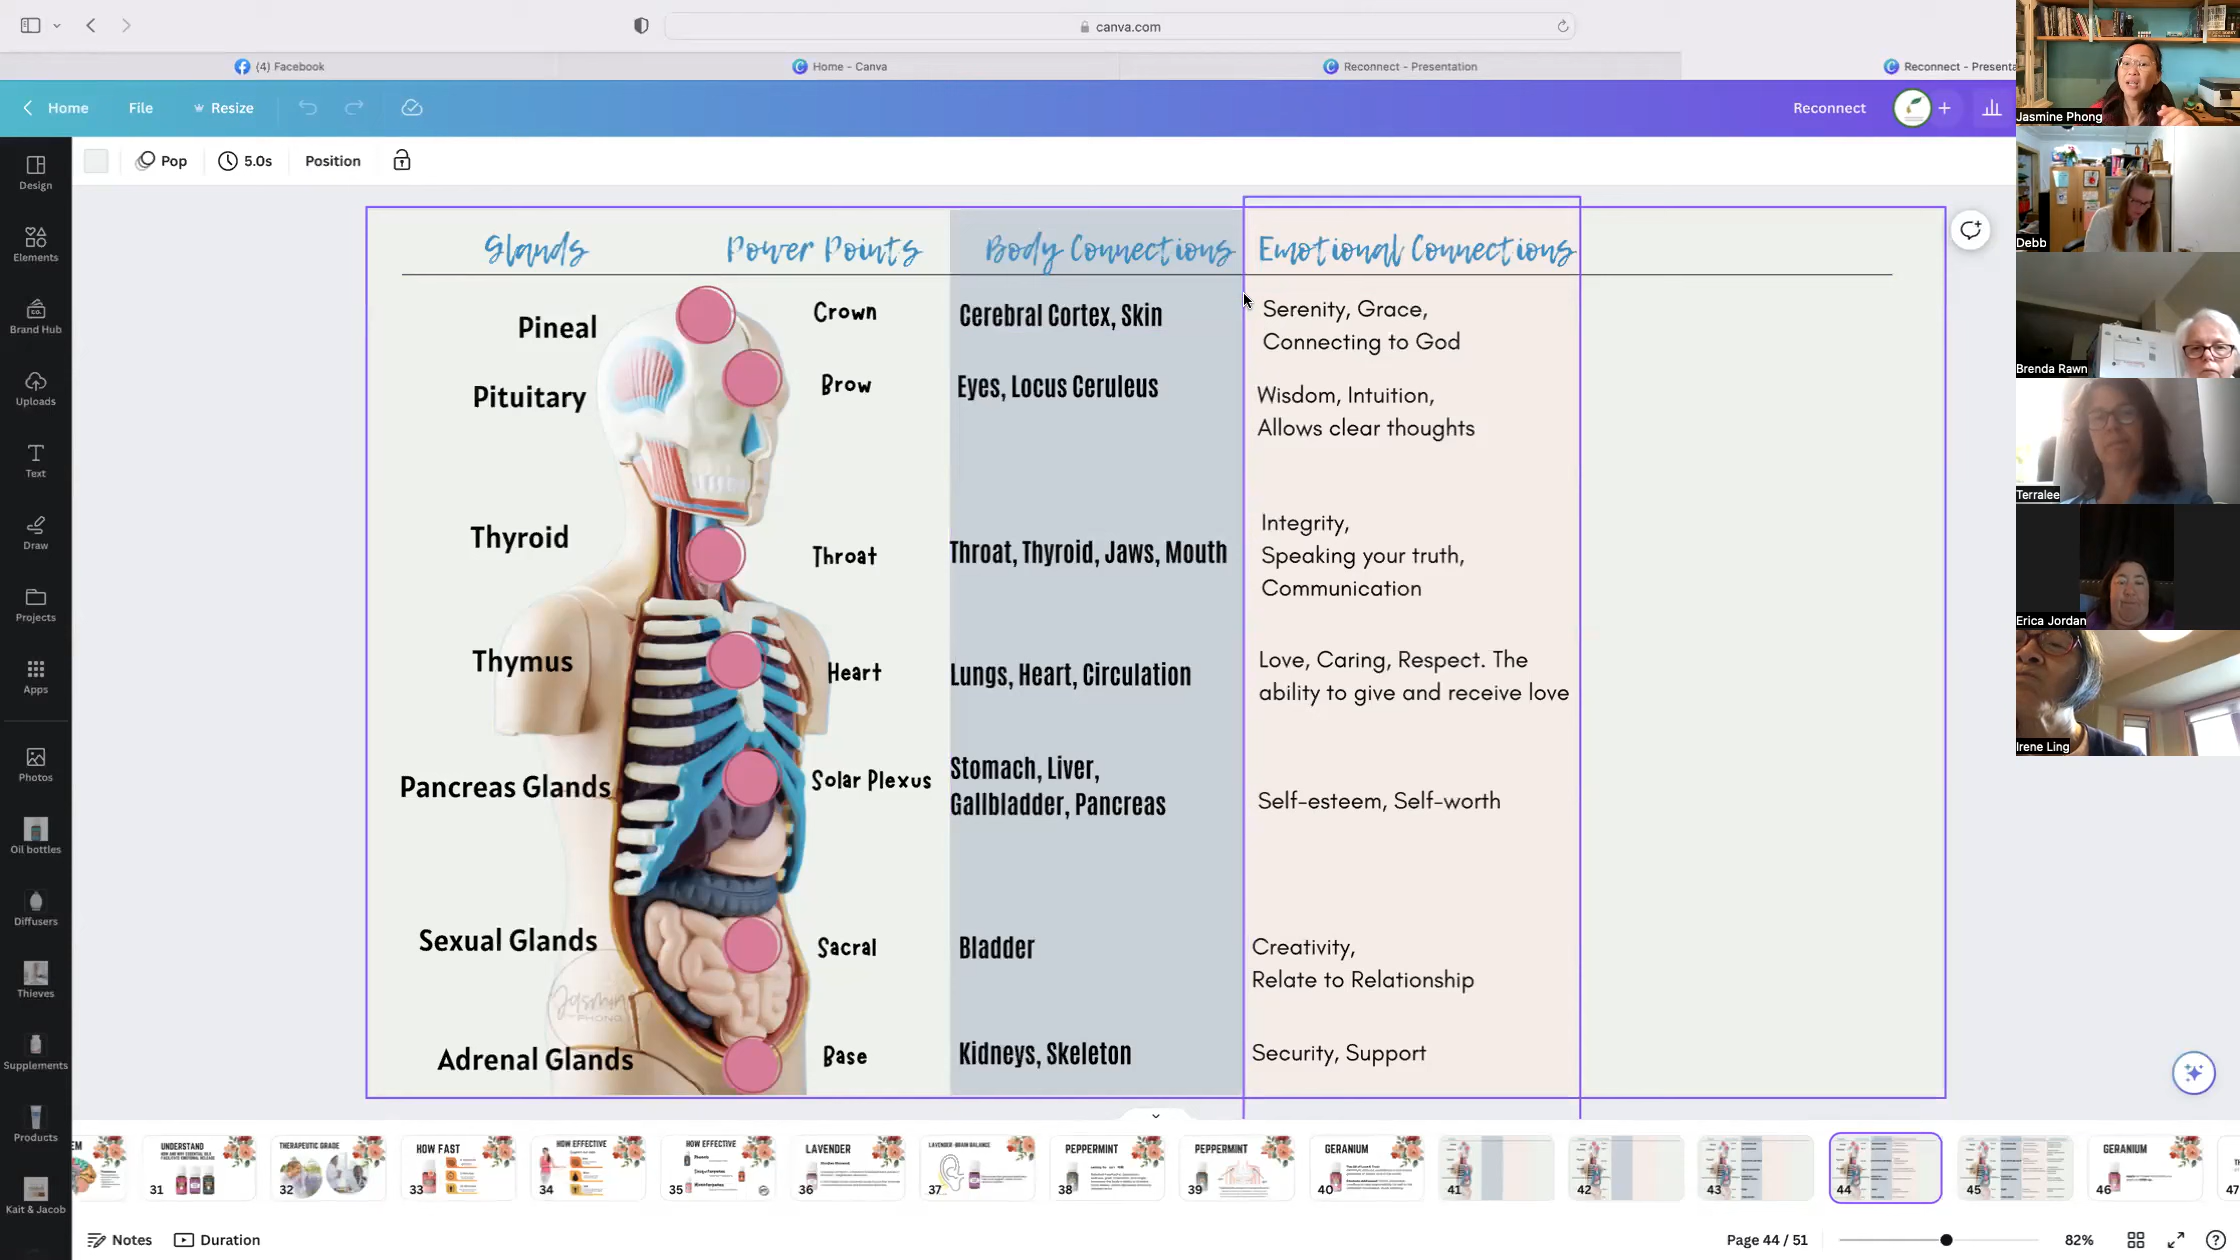 canva.com
(4) Facebook
Home - Canva
Reconnect - Presentation
Reconnect - Presenta
Home
File
Resize
Reconnect
Pop
5.0s
Position
Design
Elements
Brand Hub
Uploads
Text
Draw
Projects
Apps
Photos
Oil bottles
Diffusers
Thieves
Supplements
Products
Kait & Jacob
Glands
Power Points
Body Connections
Emotional Connections
Pineal
Crown
Cerebral Cortex, Skin
Serenity, Grace,
Connecting to God
Pituitary
Brow
Eyes, Locus Ceruleus
Wisdom, Intuition,
Allows clear thoughts
Thyroid
Throat
Throat, Thyroid, Jaws, Mouth
Integrity,
Speaking your truth,
Communication
Thymus
Heart
Lungs, Heart, Circulation
Love, Caring, Respect. The
ability to give and receive love
Pancreas Glands
Solar Plexus
Stomach, Liver,
Gallbladder, Pancreas
Self-esteem, Self-worth
Sexual Glands
Sacral
Bladder
Creativity,
Relate to Relationship
Jasmine
PHONG
Adrenal Glands
Base
Kidneys, Skeleton
Security, Support
Jasmine Phong
Debb
Brenda Rawn
Terralee
Erica Jordan
Irene Ling
EM
UNDERSTAND
31
THERAPEUTIC GRADE
32
HOW FAST
33
HOW EFFECTIVE
34
HOW EFFECTIVE
35
LAVENDER
36
LAVENDER -BRAIN BALANCE
37
PEPPERMINT
38
PEPPERMINT
39
GERANIUM
40
41
42
43
44
45
GERANIUM
46
47
Notes
Duration
Page 44 / 51
82%